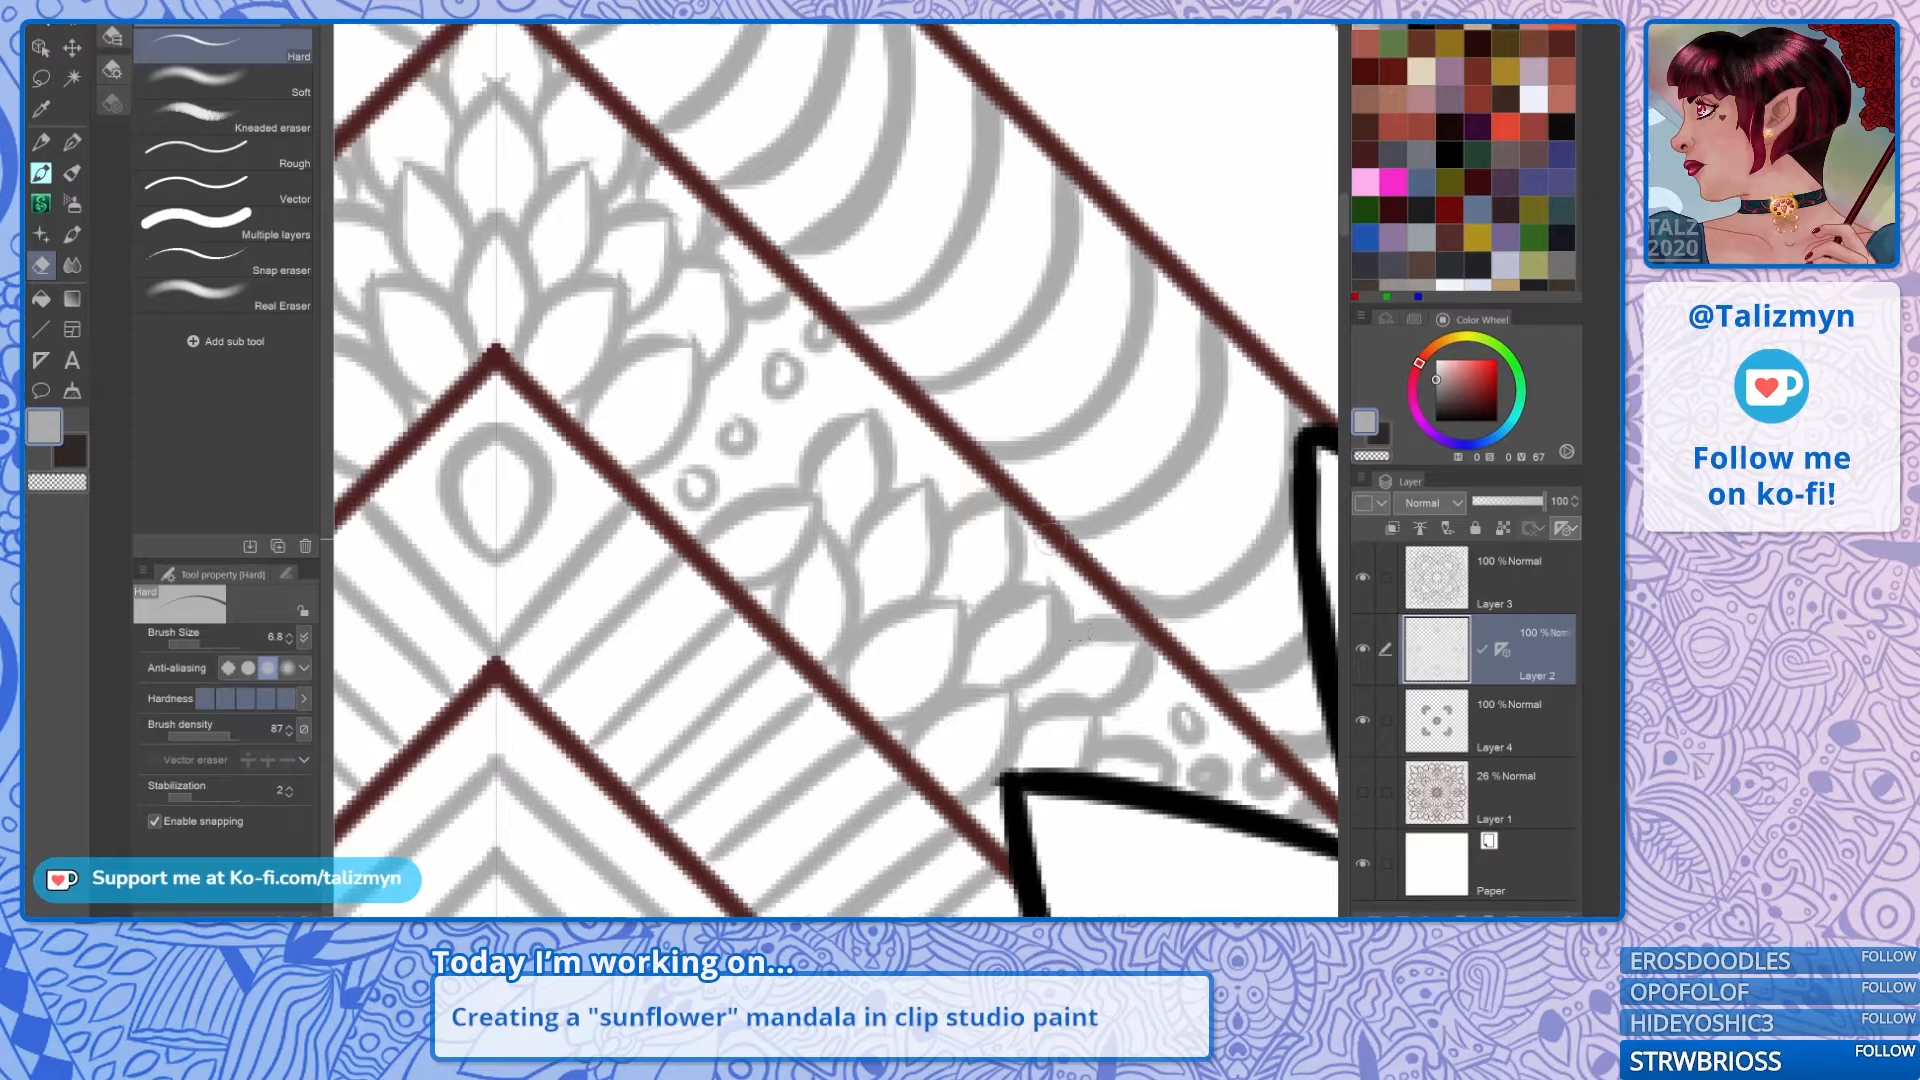 Hard
Soft
Kneaded eraser
Rough
Vector
Multiple layers
Snap eraser
Real Eraser
Add sub tool
Tool property [Hard]
Hard
Brush Size 6.8
Anti-aliasing
Hardness
Brush density 87
Vector eraser
Stabilization 2
Enable snapping
A
Support me at Ko-fi.com/talizmyn
Color Wheel
H 0 S 0 V 67
Layer
Normal 100
100 %Normal
Layer 3
100 %Norm
Layer 2
100 %Normal
Layer 4
26 %Normal
Layer 1
Paper
TALZ
2020
@Talizmyn
Follow me
on ko-fi!
Today I'm working on...
Creating a "sunflower" mandala in clip studio paint
EROSDOODLES FOLLOW
OPOFOLOF FOLLOW
HIDEYOSHIC3 FOLLOW
STRWBRIOSS FOLLOW